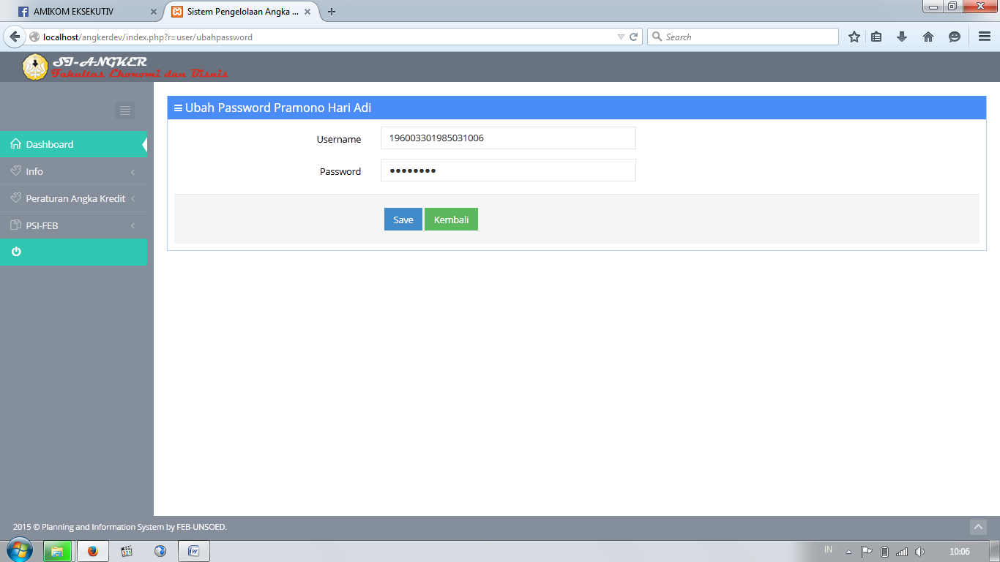 AMIKOM EKSEKUTIV
Sistem Pengelolaan Angka ...
localhost/angkerdev/index.php?r=user/ubahpassword
Search
SI-ANGKER
Fakultas Ekonomi dan Bisnis
Ubah Password Pramono Hari Adi
Username
196003301985031006
Password
••••••••
Save
Kembali
Dashboard
Info
Peraturan Angka Kredit
PSI-FEB
2015 © Planning and Information System by FEB-UNSOED.
IN
10:06